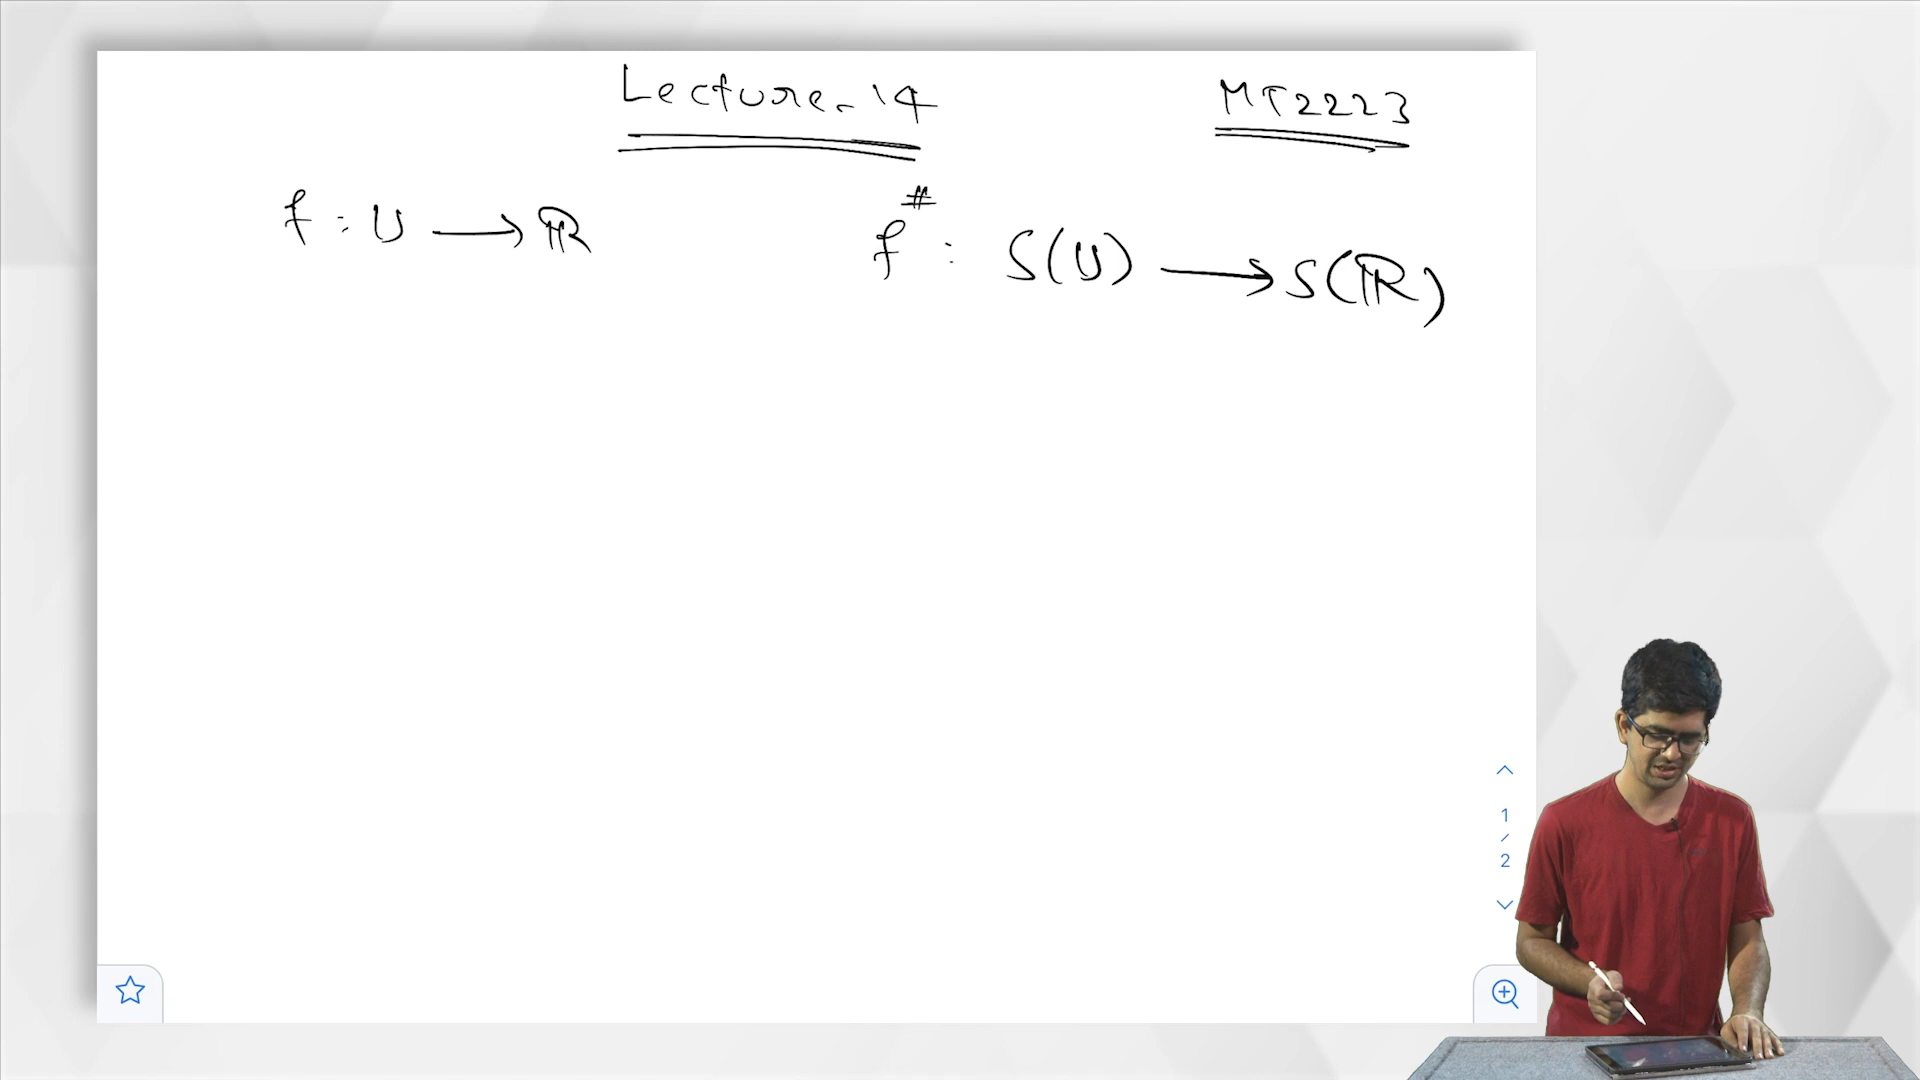 Lecture-14 MT2223
f : U ⟶ ℝ f^# : S(U) ⟶ S(ℝ)
1
/
2